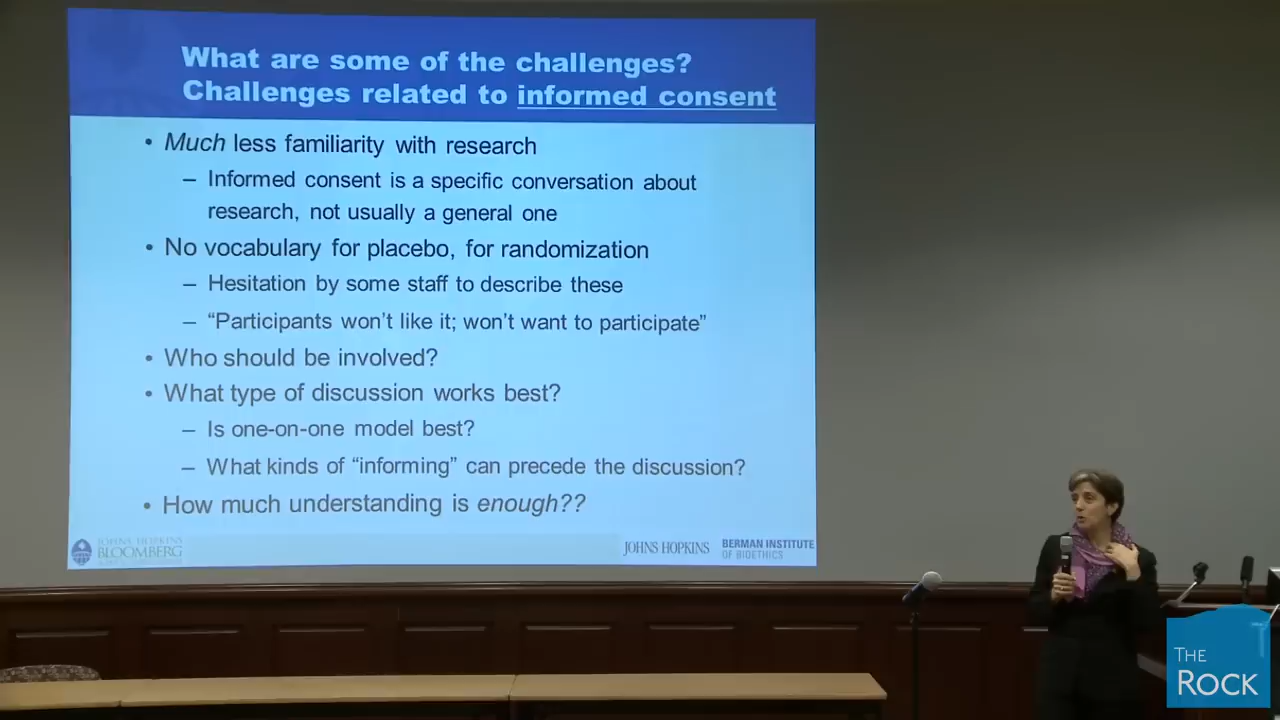 What are some of the challenges?
Challenges related to informed consent
• Much less familiarity with research
– Informed consent is a specific conversation about
research, not usually a general one
• No vocabulary for placebo, for randomization
– Hesitation by some staff to describe these
– “Participants won’t like it; won’t want to participate”
• Who should be involved?
• What type of discussion works best?
– Is one-on-one model best?
– What kinds of “informing” can precede the discussion?
• How much understanding is enough??
JOHNS HOPKINS
BLOOMBERG
JOHNS HOPKINS
BERMAN INSTITUTE
OF BIOETHICS
THE
ROCK